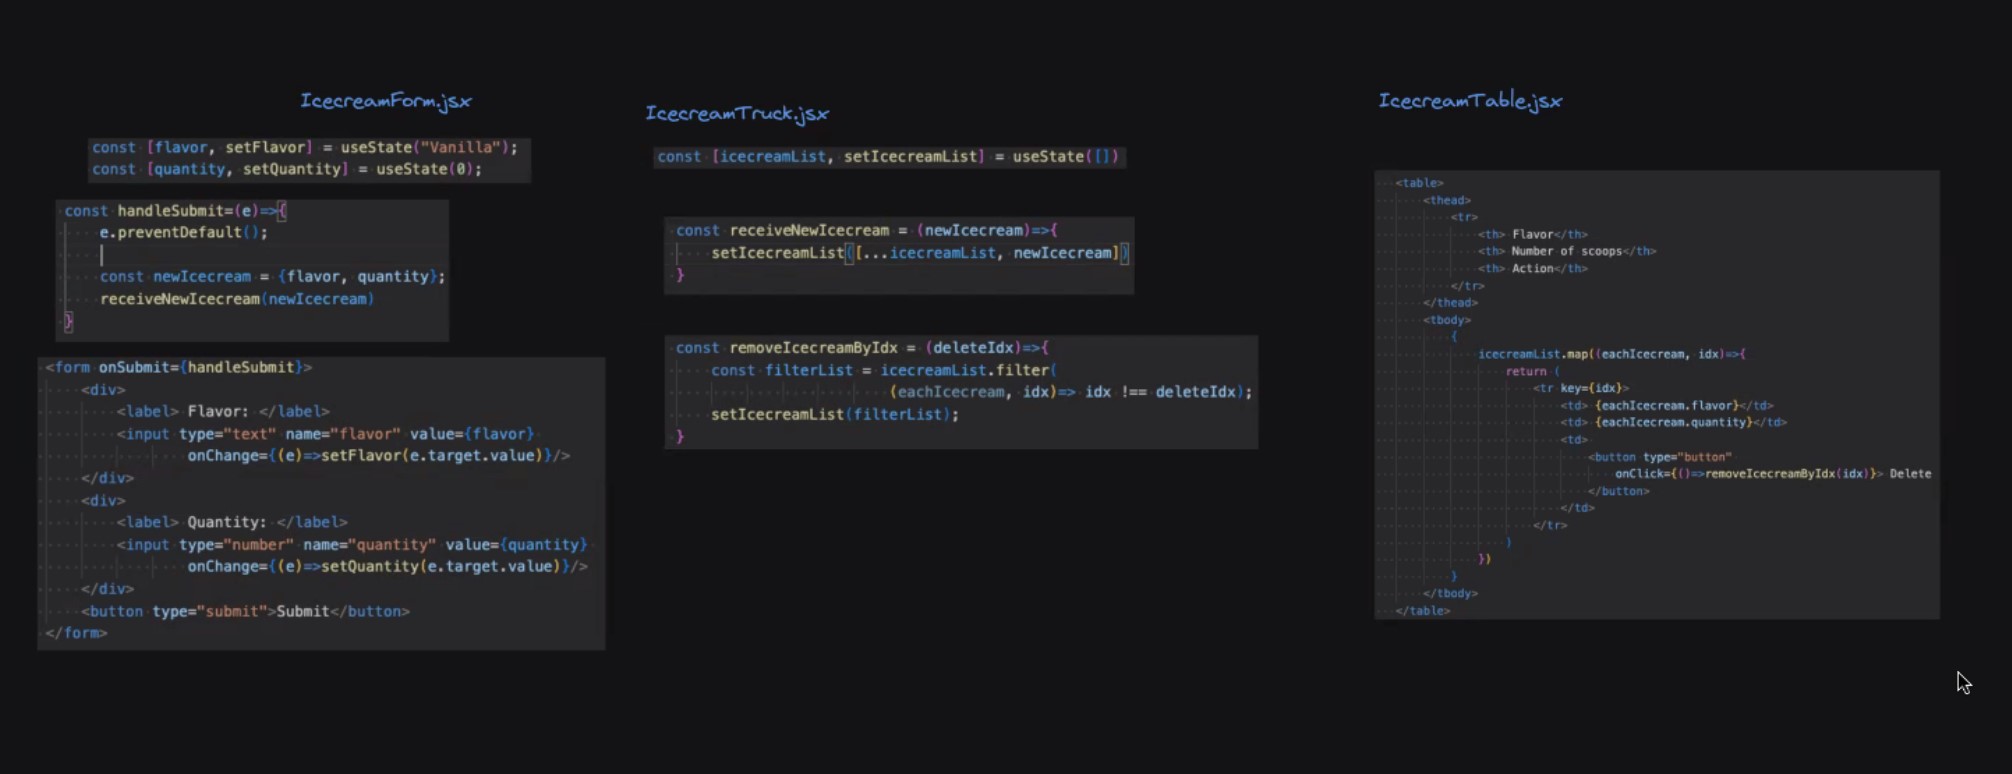 IcecreamForm.jsx
const [flavor, setFlavor] = useState("Vanilla");
const [quantity, setQuantity] = useState(0);
const handleSubmit=(e)=>{
e.preventDefault();
const newIcecream = {flavor, quantity};
receiveNewIcecream(newIcecream)
}
<form onSubmit={handleSubmit}>
<div>
<label> Flavor: </label>
<input type="text" name="flavor" value={flavor}
onChange={(e)=>setFlavor(e.target.value)}/>
</div>
<div>
<label> Quantity: </label>
<input type="number" name="quantity" value={quantity}
onChange={(e)=>setQuantity(e.target.value)}/>
</div>
<button type="submit">Submit</button>
</form>
IcecreamTruck.jsx
const [icecreamList, setIcecreamList] = useState([])
const receiveNewIcecream = (newIcecream)=>{
setIcecreamList([...icecreamList, newIcecream])
}
const removeIcecreamByIdx = (deleteIdx)=>{
const filterList = icecreamList.filter(
(eachIcecream, idx)=> idx !== deleteIdx);
setIcecreamList(filterList);
}
IcecreamTable.jsx
<table>
<thead>
<tr>
<th> Flavor</th>
<th> Number of scoops</th>
<th> Action</th>
</tr>
</thead>
<tbody>
{
icecreamList.map((eachIcecream, idx)=>{
return (
<tr key={idx}>
<td> {eachIcecream.flavor}</td>
<td> {eachIcecream.quantity}</td>
<td>
<button type="button"
onClick={()=>removeIcecreamByIdx(idx)}> Delete
</button>
</td>
</tr>
)
})
}
</tbody>
</table>